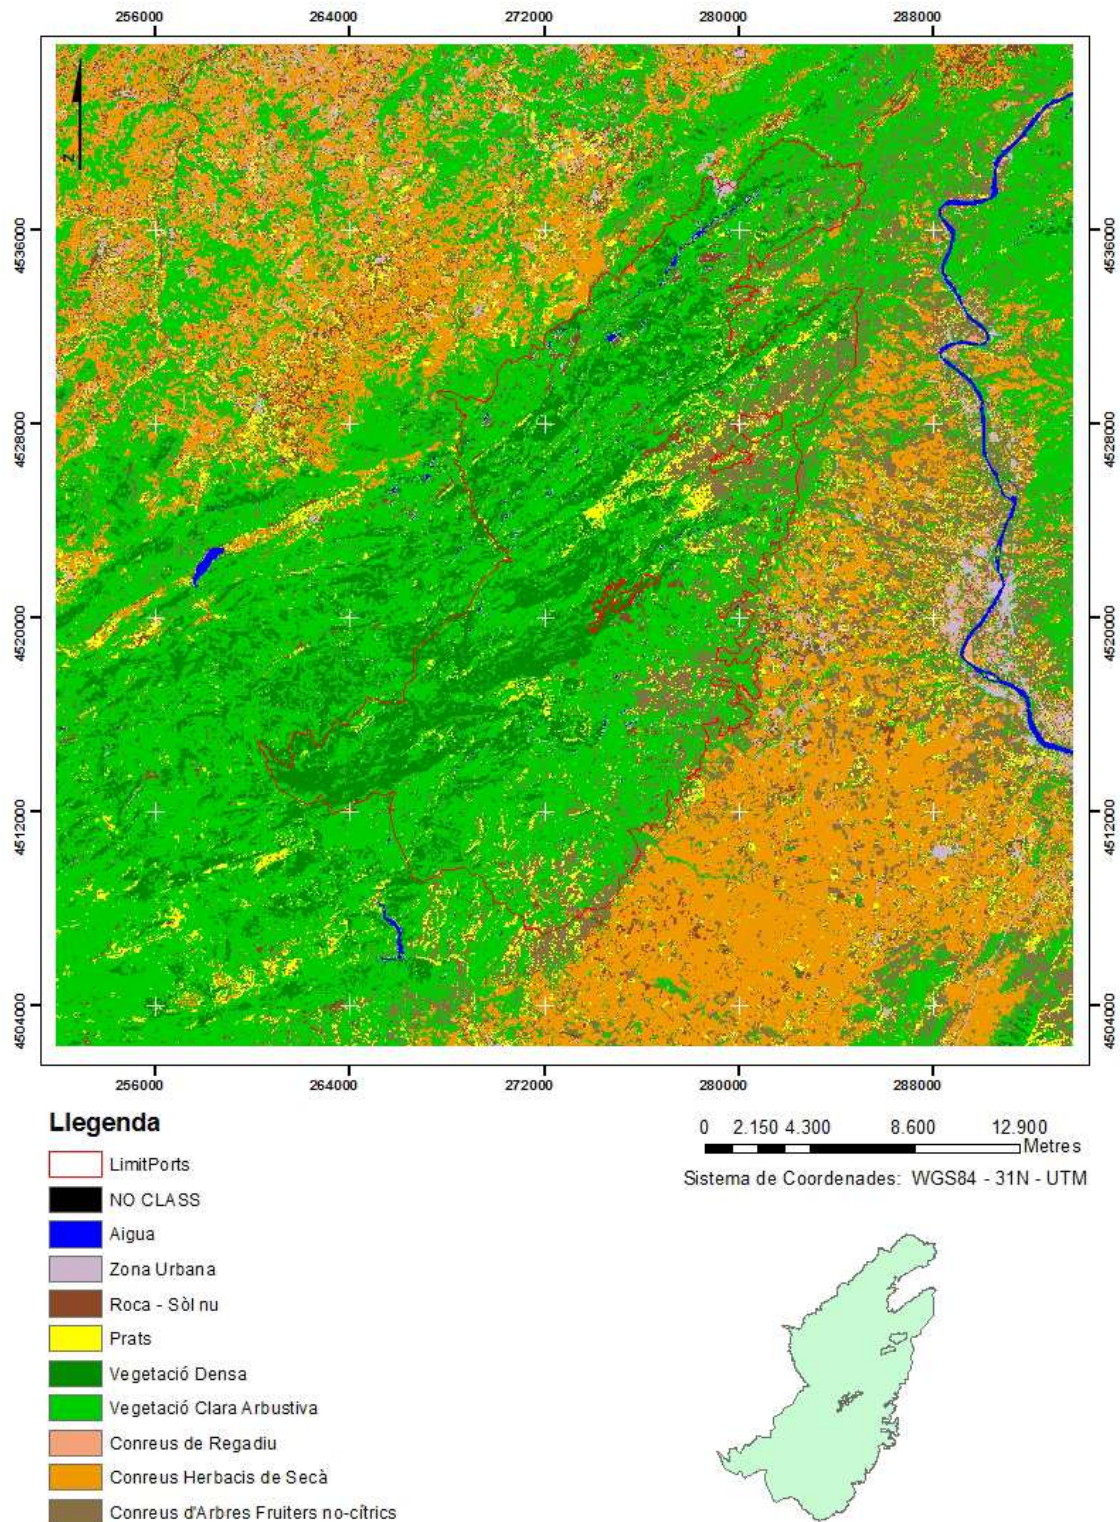 256000 264000 272000 280000 288000
4536000 4536000
4528000 4528000
4520000 4520000
4512000 4512000
4504000 4504000
N
256000 264000 272000 280000 288000
Llegenda
LimitPorts
NO CLASS
Aigua
Zona Urbana
Roca - Sòl nu
Prats
Vegetació Densa
Vegetació Clara Arbustiva
Conreus de Regadiu
Conreus Herbacis de Secà
Conreus d'Arbres Fruiters no-cítrics
0 2.150 4.300 8.600 12.900
Metres
Sistema de Coordenades: WGS84 - 31N - UTM